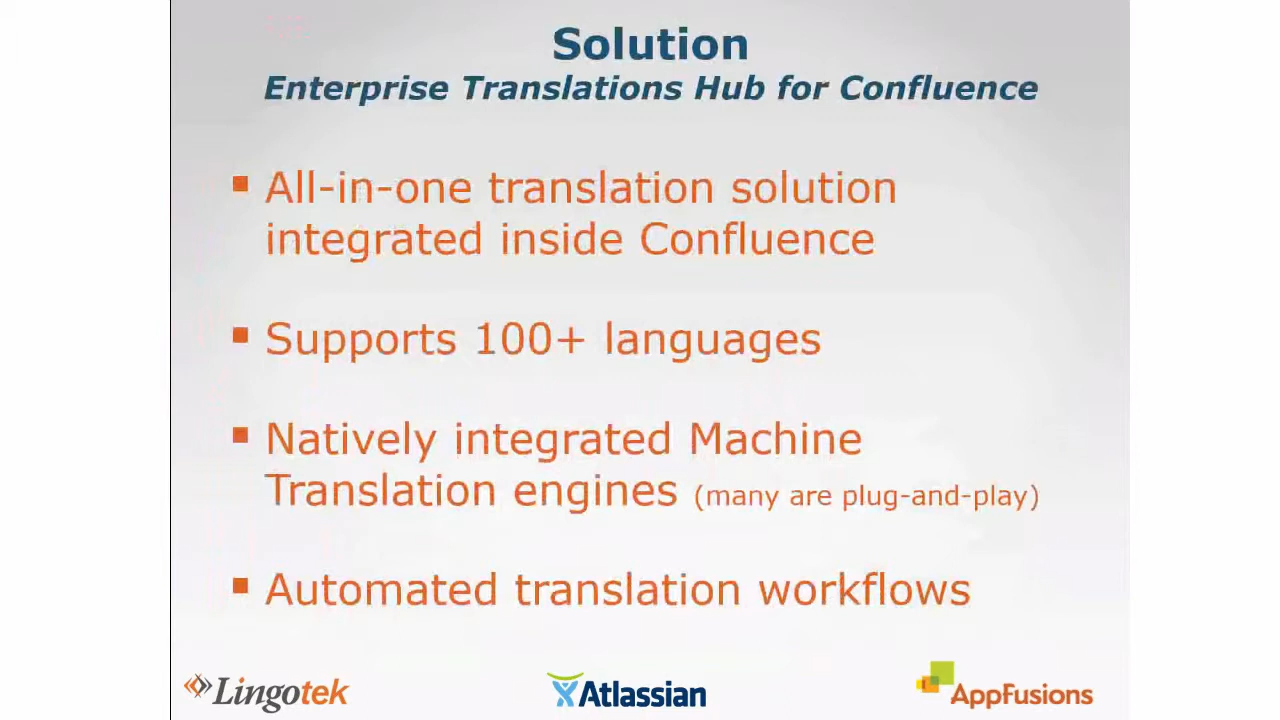 Solution
Enterprise Translations Hub for Confluence
▪ All-in-one translation solution
integrated inside Confluence
▪ Supports 100+ languages
▪ Natively integrated Machine
Translation engines (many are plug-and-play)
▪ Automated translation workflows
Lingotek
Atlassian
AppFusions